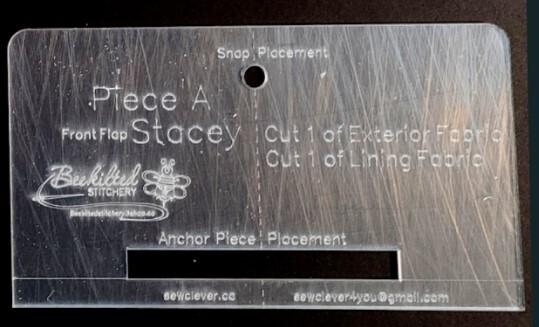 Snap Placement
Piece A
Front Flap Stacey
Cut 1 of Exterior Fabric
Cut 1 of Lining Fabric
Beekilted
STITCHERY
Anchor Piece Placement
sewclever.ca
sewclever4you@gmail.com